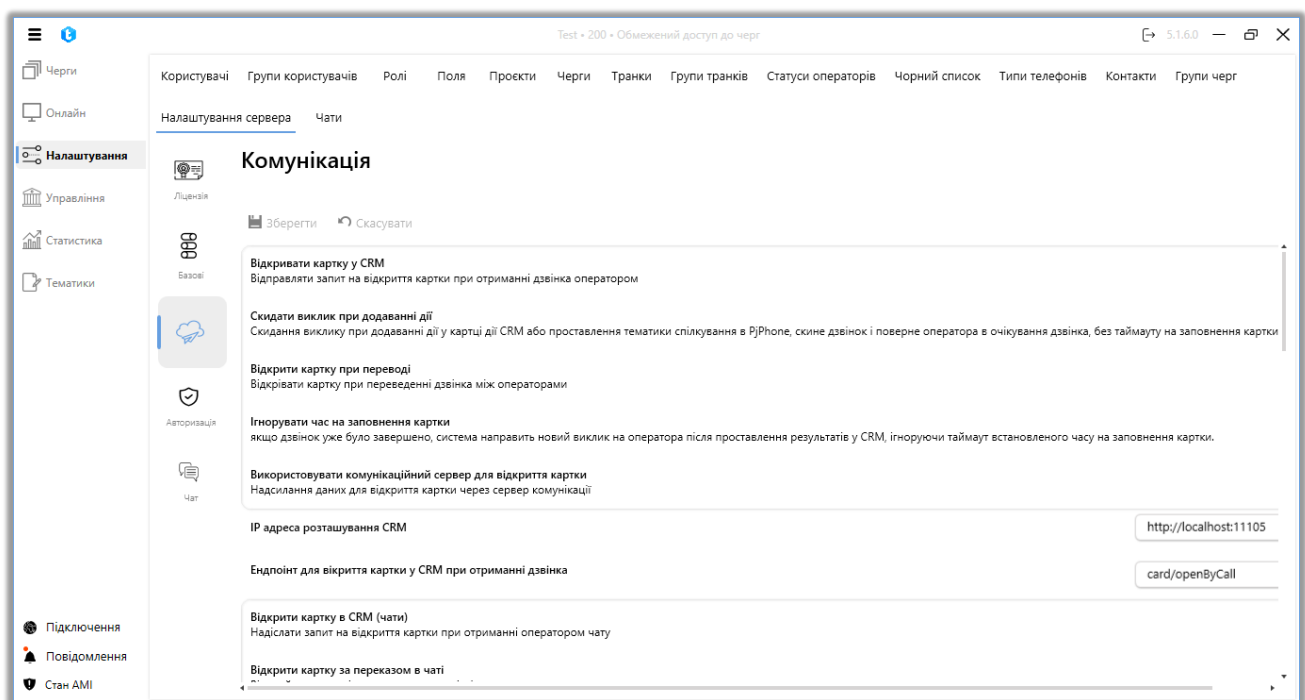 Test • 200 • Обмежений доступ до черг
5.1.6.0
Черги
Онлайн
Налаштування
Управління
Статистика
Тематики
Підключення
Повідомлення
Стан AMI
Користувачі Групи користувачів Ролі Поля Проєкти Черги Транки Групи транків Статуси операторів Чорний список Типи телефонів Контакти Групи черг
Налаштування сервера Чати
Ліцензія
Базові
Авторизація
Чат
Комунікація
Зберегти Скасувати
Відкривати картку у CRM
Відправляти запит на відкриття картки при отриманні дзвінка оператором
Скидати виклик при додаванні дії
Скидання виклику при додаванні дії у картці дії CRM або проставлення тематики спілкування в PjPhone, скине дзвінок і поверне оператора в очікування дзвінка, без таймауту на заповнення картки
Відкрити картку при переводі
Відкрівати картку при переведенні дзвінка між операторами
Ігнорувати час на заповнення картки
якщо дзвінок уже було завершено, система направить новий виклик на оператора після проставлення результатів у CRM, ігноруючи таймаут встановленого часу на заповнення картки.
Використовувати комунікаційний сервер для відкриття картки
Надсилання даних для відкриття картки через сервер комунікації
IP адреса розташування CRM http://localhost:11105
Ендпоінт для вікриття картки у CRM при отриманні дзвінка card/openByCall
Відкрити картку в CRM (чати)
Надіслати запит на відкриття картки при отриманні оператором чату
Відкрити картку за переказом в чаті